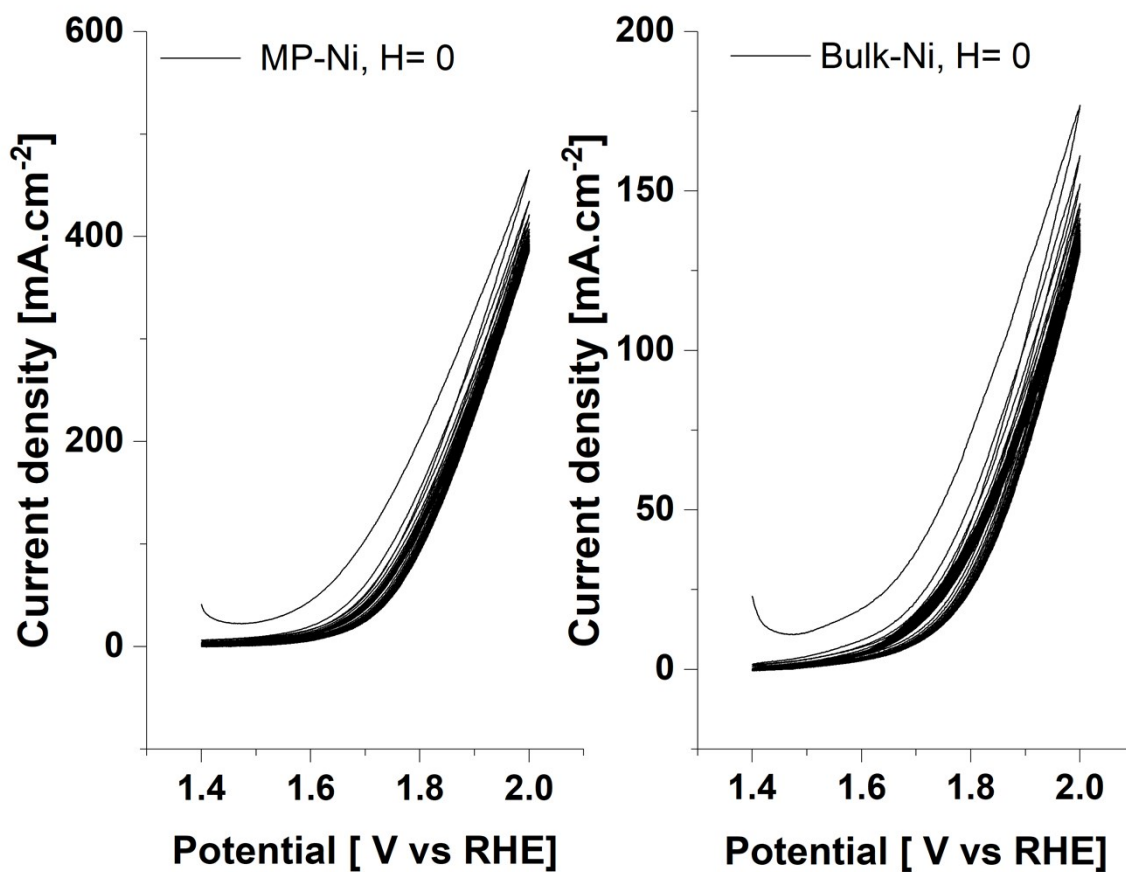 600
400
200
0
Current density [mA.cm-2]
MP-Ni, H= 0
1.4
1.6
1.8
2.0
Potential [ V vs RHE]
200
150
100
50
0
Current density [mA.cm-2]
Bulk-Ni, H= 0
1.4
1.6
1.8
2.0
Potential [ V vs RHE]